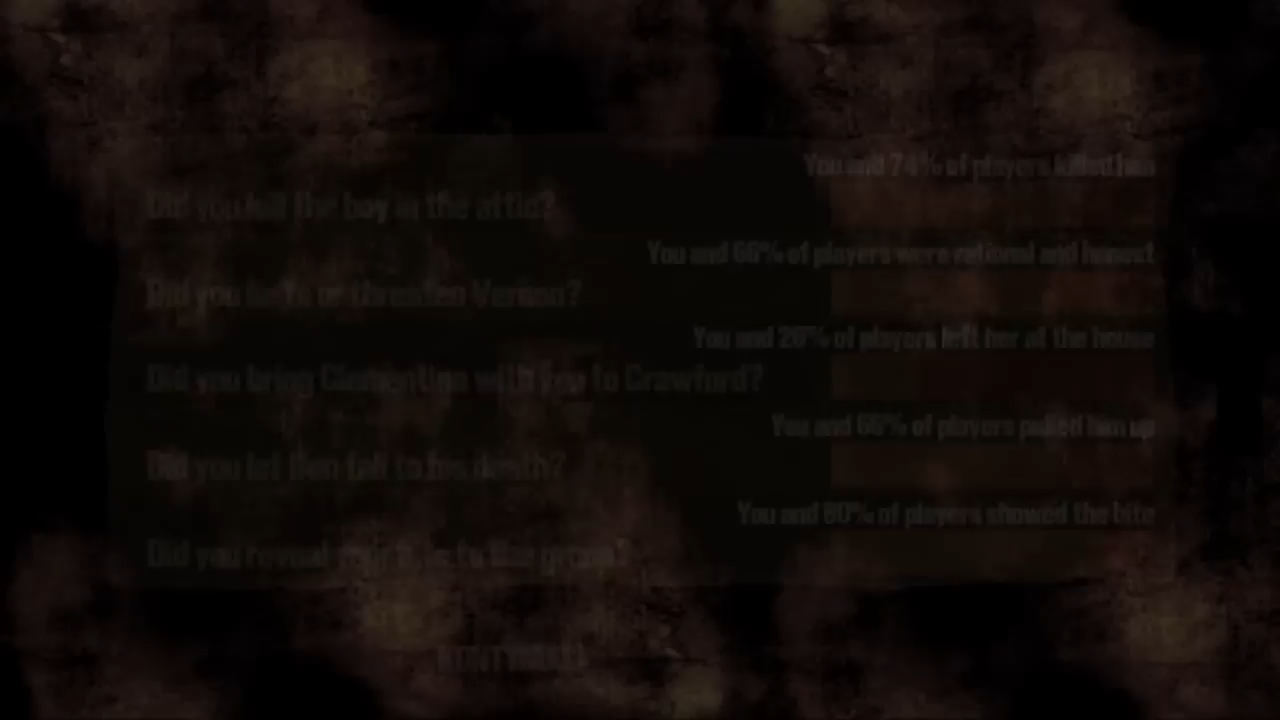 You and 74% of players killed him
Did you kill the boy in the attic?
You and 66% of players were rational and honest
Did you lie to or threaten Vernon?
You and 26% of players left her at the house
Did you bring Clementine with you to Crawford?
You and 66% of players pulled him up
Did you let Ben fall to his death?
You and 80% of players showed the bite
Did you reveal your bite to the group?